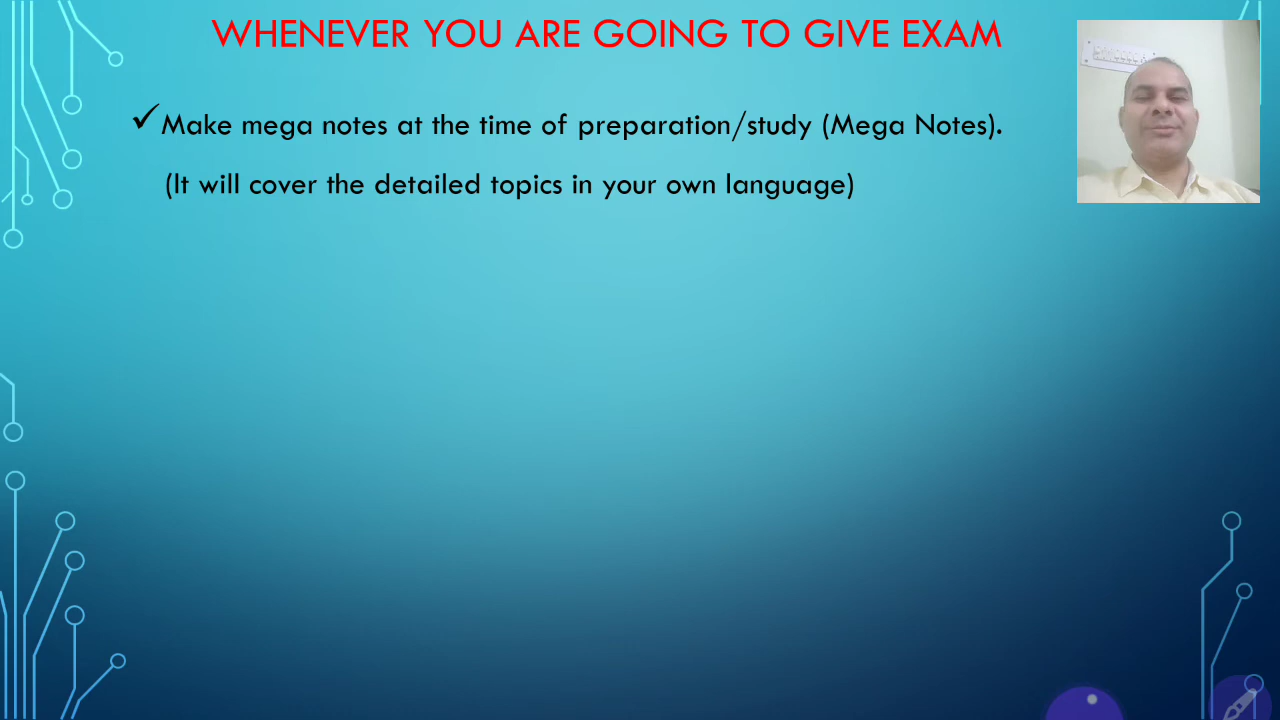 WHENEVER YOU ARE GOING TO GIVE EXAM
✓Make mega notes at the time of preparation/study (Mega Notes).
(It will cover the detailed topics in your own language)